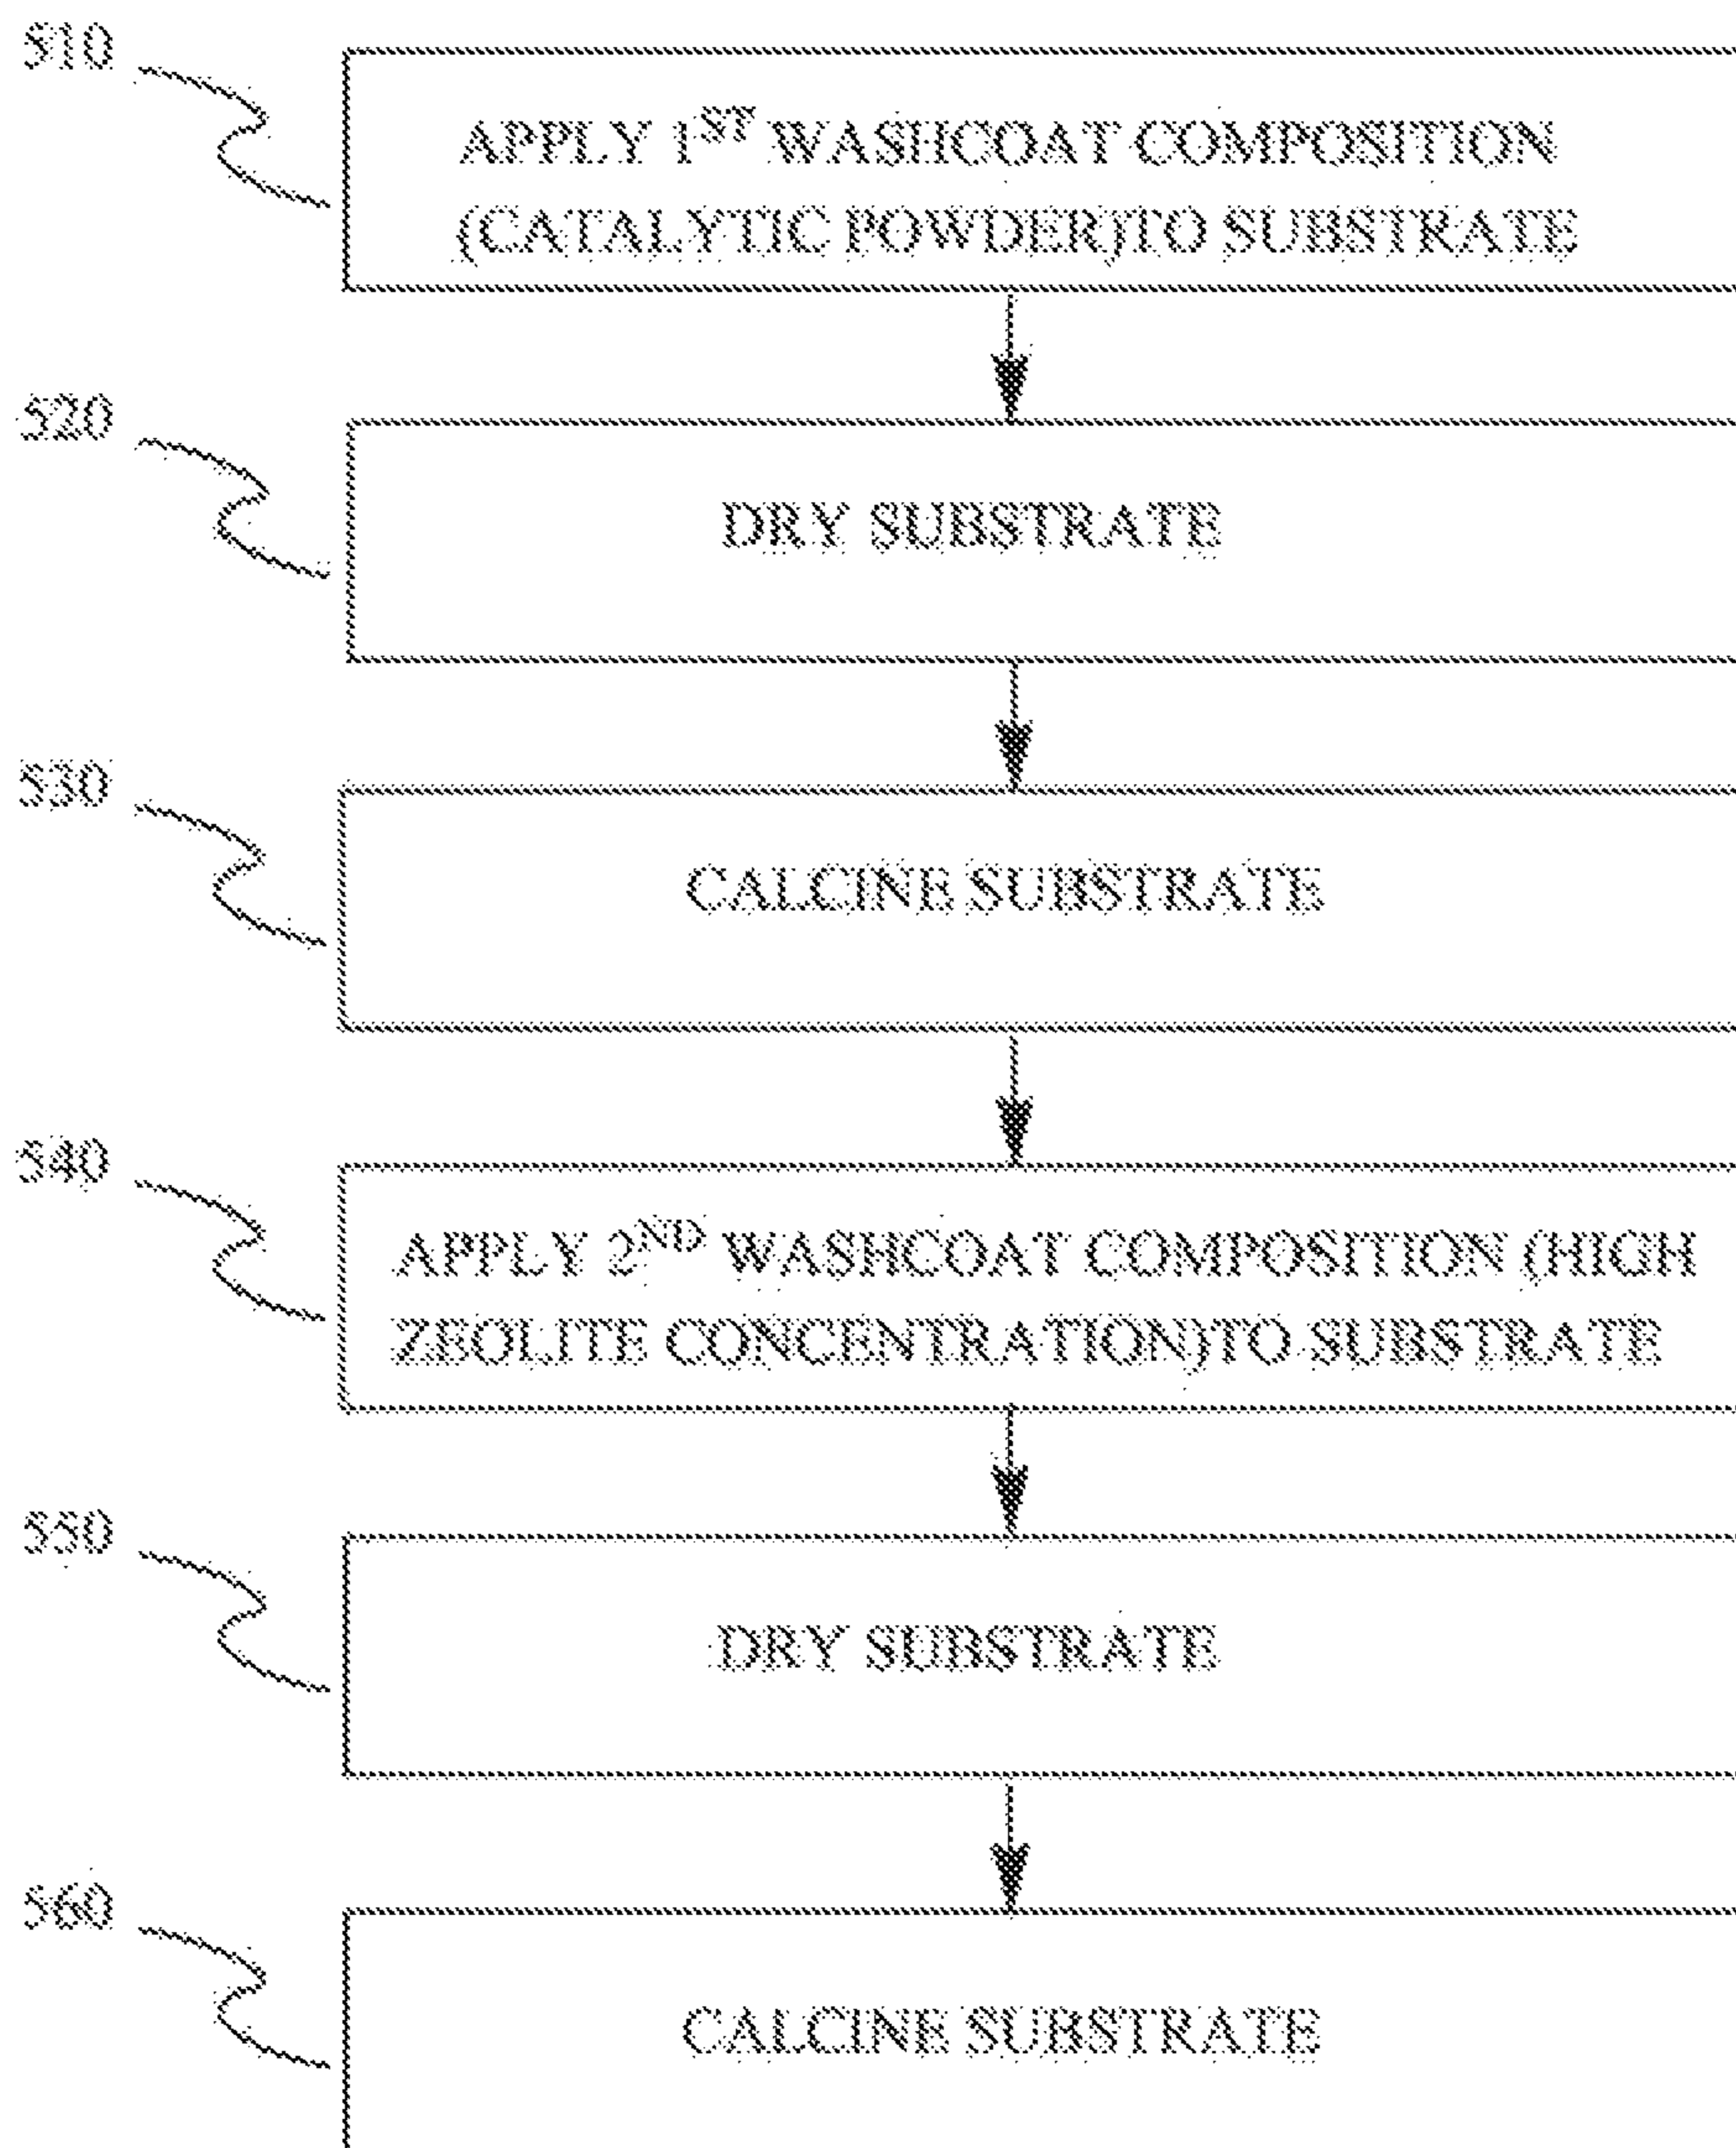 510
APPLY 1ST WASHCOAT COMPOSITION
(CATALYTIC POWDER)TO SUBSTRATE
520
DRY SUBSTRATE
530
CALCINE SUBSTRATE
540
APPLY 2ND WASHCOAT COMPOSITION (HIGH
ZEOLITE CONCENTRATION)TO SUBSTRATE
550
DRY SUBSTRATE
560
CALCINE SUBSTRATE